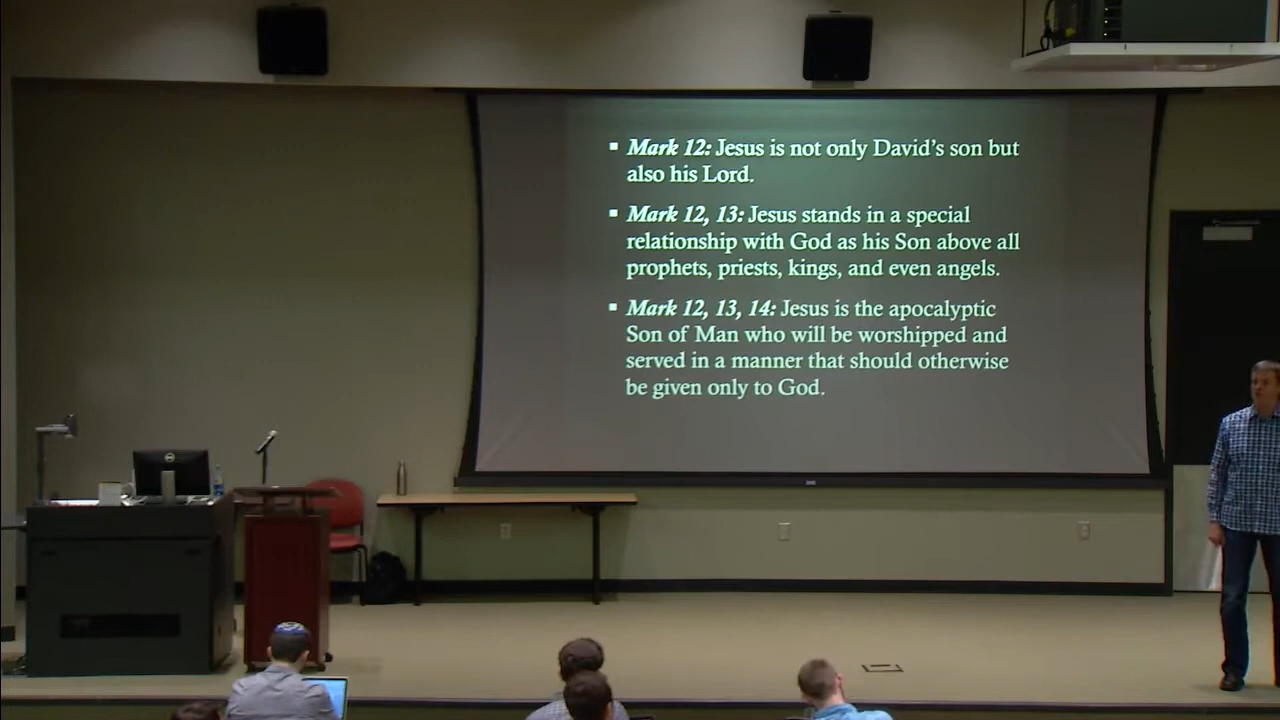 ▪ Mark 12: Jesus is not only David's son but
also his Lord.
▪ Mark 12, 13: Jesus stands in a special
relationship with God as his Son above all
prophets, priests, kings, and even angels.
▪ Mark 12, 13, 14: Jesus is the apocalyptic
Son of Man who will be worshipped and
served in a manner that should otherwise
be given only to God.